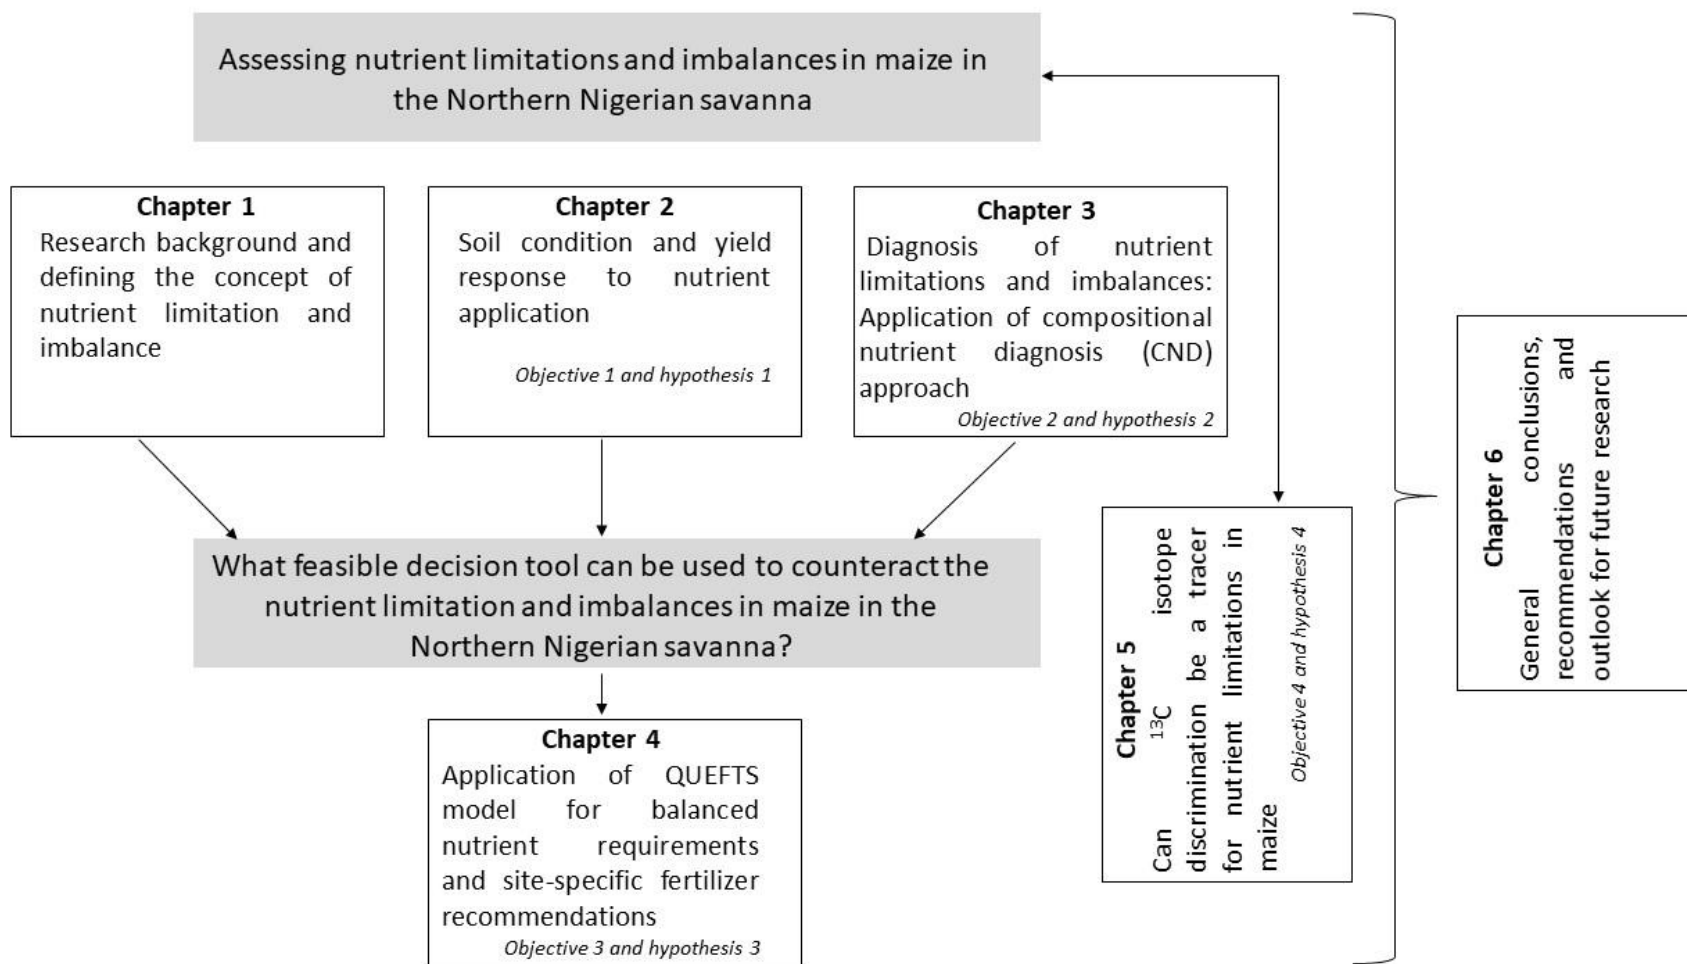 Assessing nutrient limitations and imbalances in maize in
the Northern Nigerian savanna
Chapter 1
Research background and
defining the concept of
nutrient limitation and
imbalance
Chapter 2
Soil condition and yield
response to nutrient
application
Objective 1 and hypothesis 1
Chapter 3
Diagnosis of nutrient
limitations and imbalances:
Application of compositional
nutrient diagnosis (CND)
approach
Objective 2 and hypothesis 2
What feasible decision tool can be used to counteract the
nutrient limitation and imbalances in maize in the
Northern Nigerian savanna?
Chapter 4
Application of QUEFTS
model for balanced
nutrient requirements
and site-specific fertilizer
recommendations
Objective 3 and hypothesis 3
Chapter 5
Can ¹³C isotope
discrimination be a tracer
for nutrient limitations in
maize
Objective 4 and hypothesis 4
Chapter 6
General conclusions,
recommendations and
outlook for future research